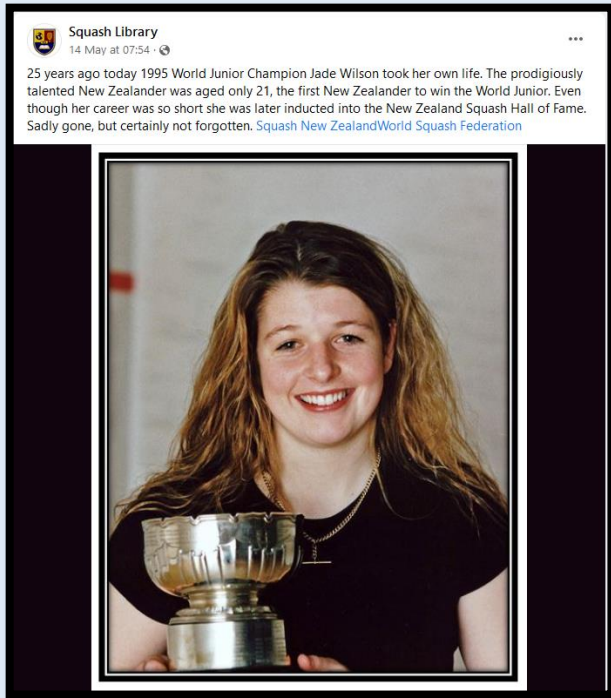 Squash Library
14 May at 07:54 ·
25 years ago today 1995 World Junior Champion Jade Wilson took her own life. The prodigiously
talented New Zealander was aged only 21, the first New Zealander to win the World Junior. Even
though her career was so short she was later inducted into the New Zealand Squash Hall of Fame.
Sadly gone, but certainly not forgotten. Squash New ZealandWorld Squash Federation